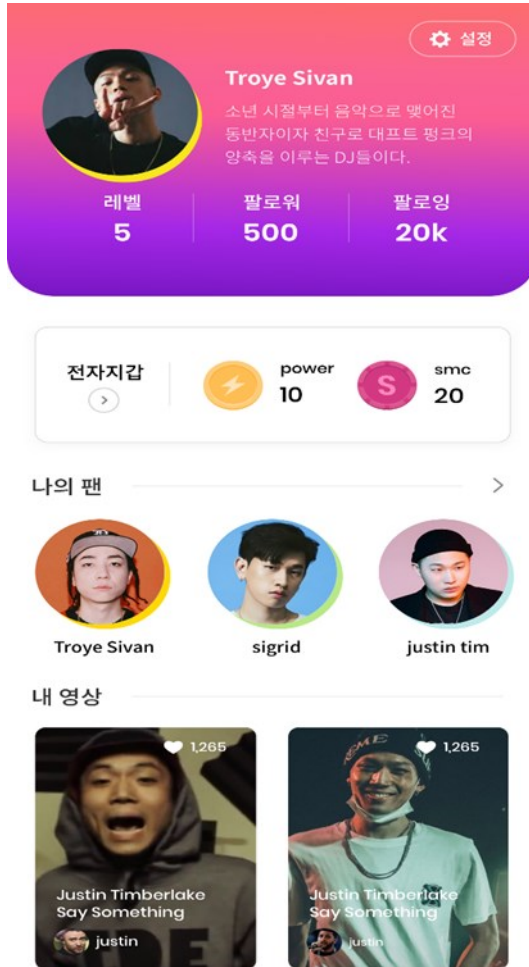 설정
Troye Sivan
소년 시절부터 음악으로 맺어진
동반자이자 친구로 대프트 펑크의
양축을 이루는 DJ들이다.
레벨 팔로워 팔로잉
5 500 20k
전자지갑
power
10
S
smc
20
나의 팬
Troye Sivan sigrid justin tim
내 영상
1,265
Justin Timberlake
Say Something
justin
1,265
Justin Timberlake
Say Something
justin